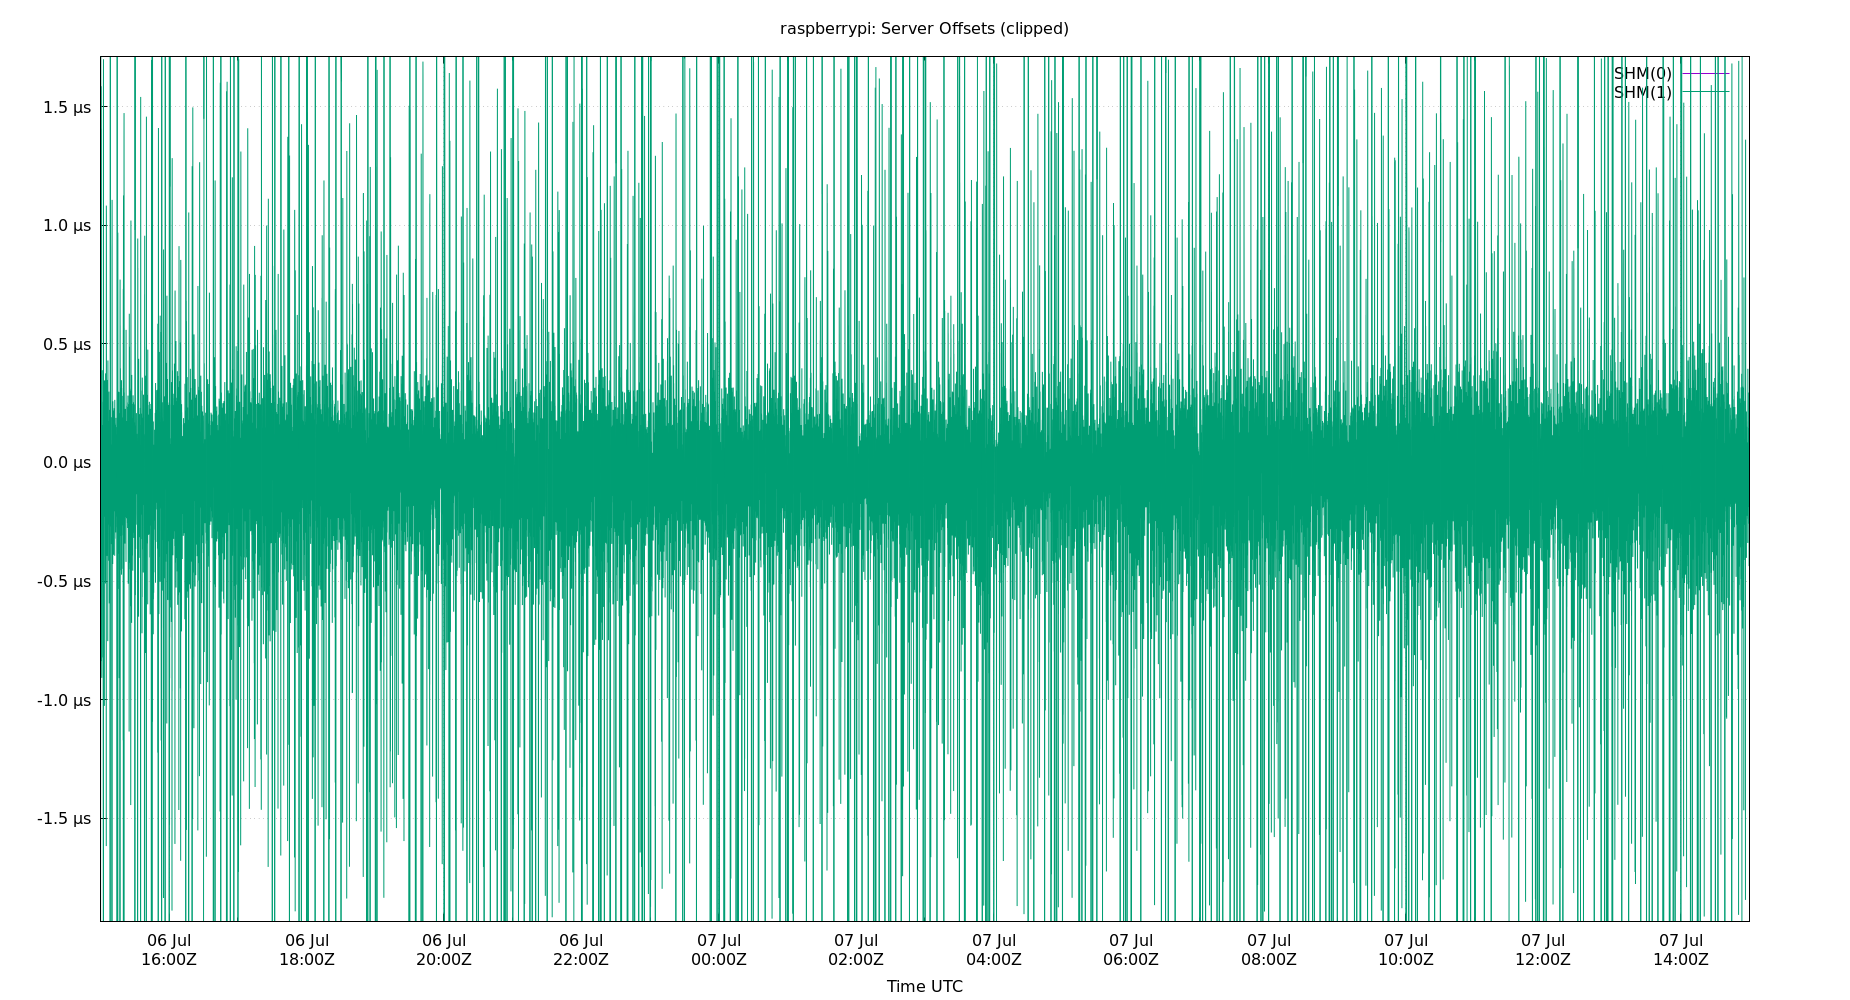 raspberrypi: Server Offsets (clipped)
SHM(0)
SHM(1)
1.5 µs
1.0 µs
0.5 µs
0.0 µs
-0.5 µs
-1.0 µs
-1.5 µs
06 Jul 06 Jul 06 Jul 06 Jul 07 Jul 07 Jul 07 Jul 07 Jul 07 Jul 07 Jul 07 Jul 07 Jul
16:00Z 18:00Z 20:00Z 22:00Z 00:00Z 02:00Z 04:00Z 06:00Z 08:00Z 10:00Z 12:00Z 14:00Z
Time UTC